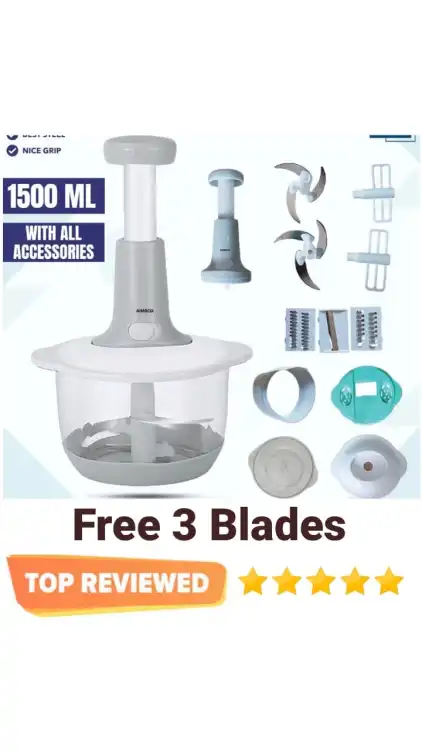 NICE GRIP
1500 ML
WITH ALL
ACCESSORIES
Free 3 Blades
TOP REVIEWED